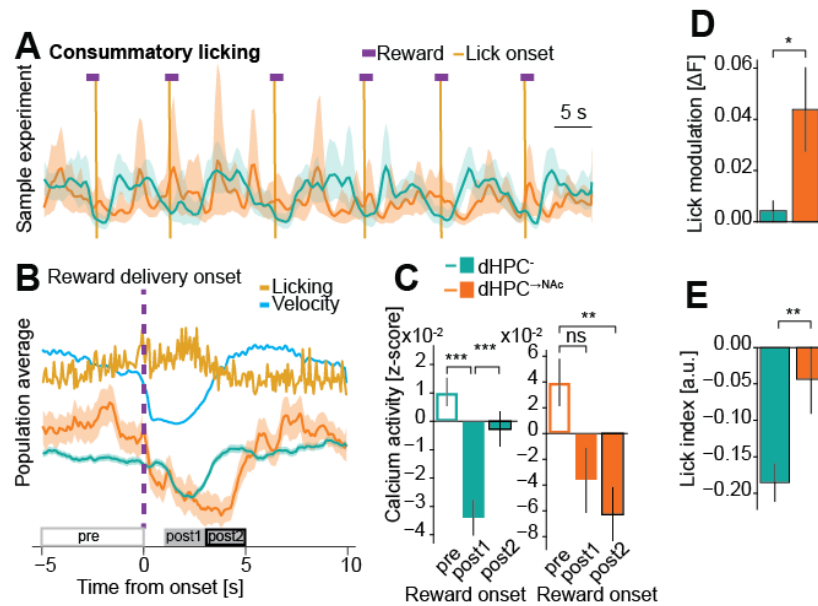 A Consummatory licking
Reward Lick onset
Sample experiment
5 s
B Reward delivery onset
Licking
Velocity
Population average
pre
post1
post2
−5 0 5 10
Time from onset [s]
C
dHPC⁻
dHPC→NAc
Calcium activity [z-score]
x10⁻²
*** ***
2
1
0
−1
−2
−3
−4
pre post1 post2
Reward onset
x10⁻²
**
ns
6
4
2
0
−2
−4
−6
−8
pre post1 post2
Reward onset
D
Lick modulation [ΔF]
*
0.06
0.04
0.02
0.00
E
Lick index [a.u.]
**
0.00
−0.05
−0.10
−0.15
−0.20